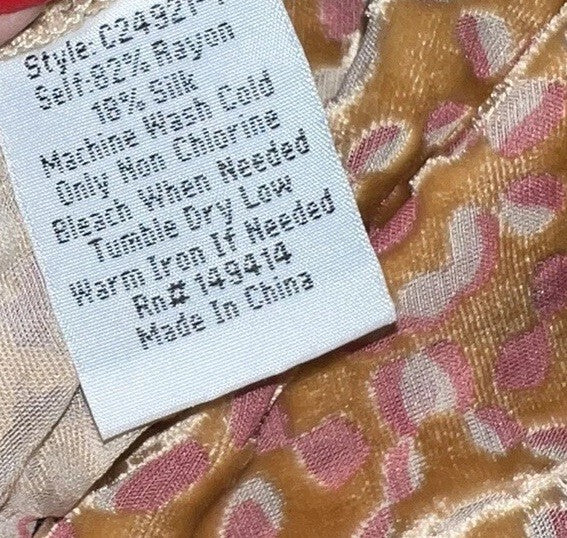 Style: C24921-1
Self:82% Rayon
18% Silk
Machine Wash Cold
Only Non Chlorine
Bleach When Needed
Tumble Dry Low
Warm Iron If Needed
Rn# 149414
Made In China